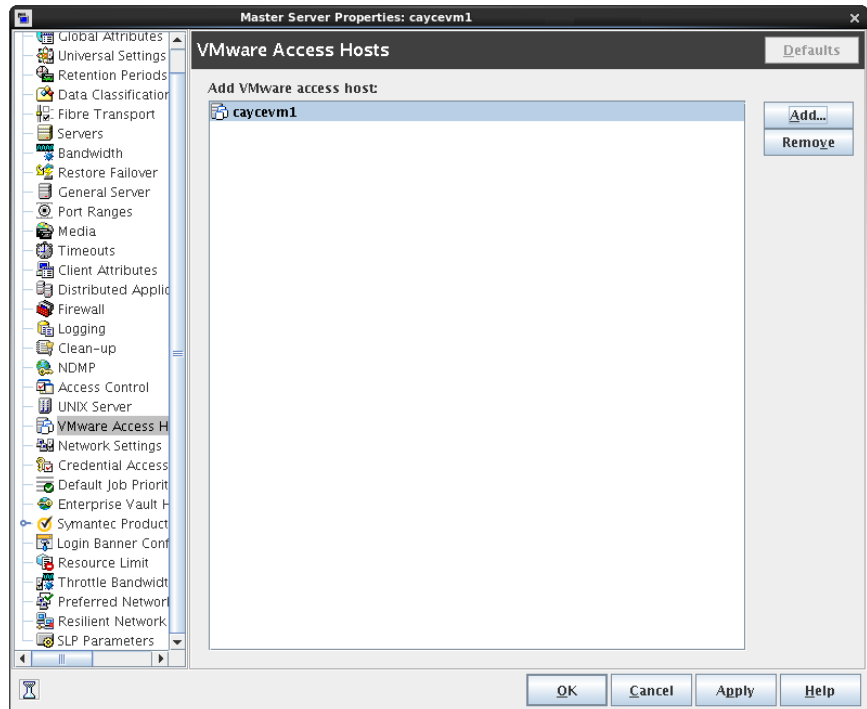 Master Server Properties: caycevm1
Global Attributes
Universal Settings
Retention Periods
Data Classification
Fibre Transport
Servers
Bandwidth
Restore Failover
General Server
Port Ranges
Media
Timeouts
Client Attributes
Distributed Applic
Firewall
Logging
Clean-up
NDMP
Access Control
UNIX Server
VMware Access H
Network Settings
Credential Access
Default Job Priorit
Enterprise Vault H
Symantec Product
Login Banner Conf
Resource Limit
Throttle Bandwidt
Preferred Networl
Resilient Network
SLP Parameters
VMware Access Hosts
Defaults
Add VMware access host:
caycevm1
Add...
Remove
OK
Cancel
Apply
Help